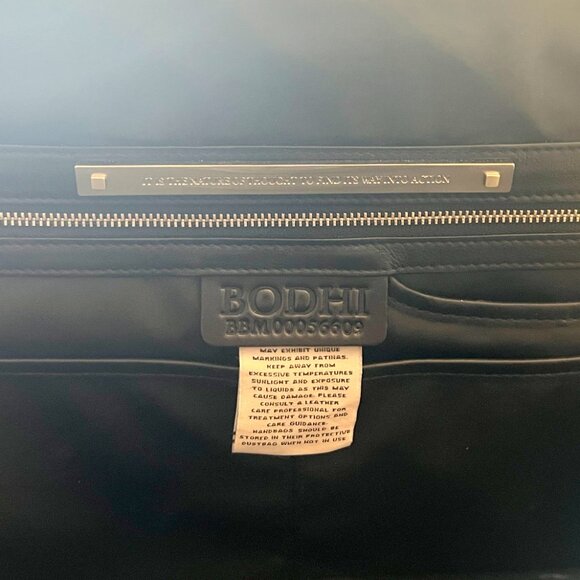 IT IS THE NATURE OF THOUGHT TO FIND ITS WAY INTO ACTION
BODHI
BBM00056609
MAY EXHIBIT UNIQUE
MARKINGS AND PATINAS.
KEEP AWAY FROM
EXCESSIVE TEMPERATURES
SUNLIGHT AND EXPOSURE
TO LIQUIDS AS THIS MAY
CAUSE DAMAGE. PLEASE
CONSULT A LEATHER
CARE PROFESSIONAL FOR
TREATMENT OPTIONS AND
CARE GUIDANCE.
HANDBAGS SHOULD BE
STORED IN THEIR PROTECTIVE
DUSTBAG WHEN NOT IN USE.